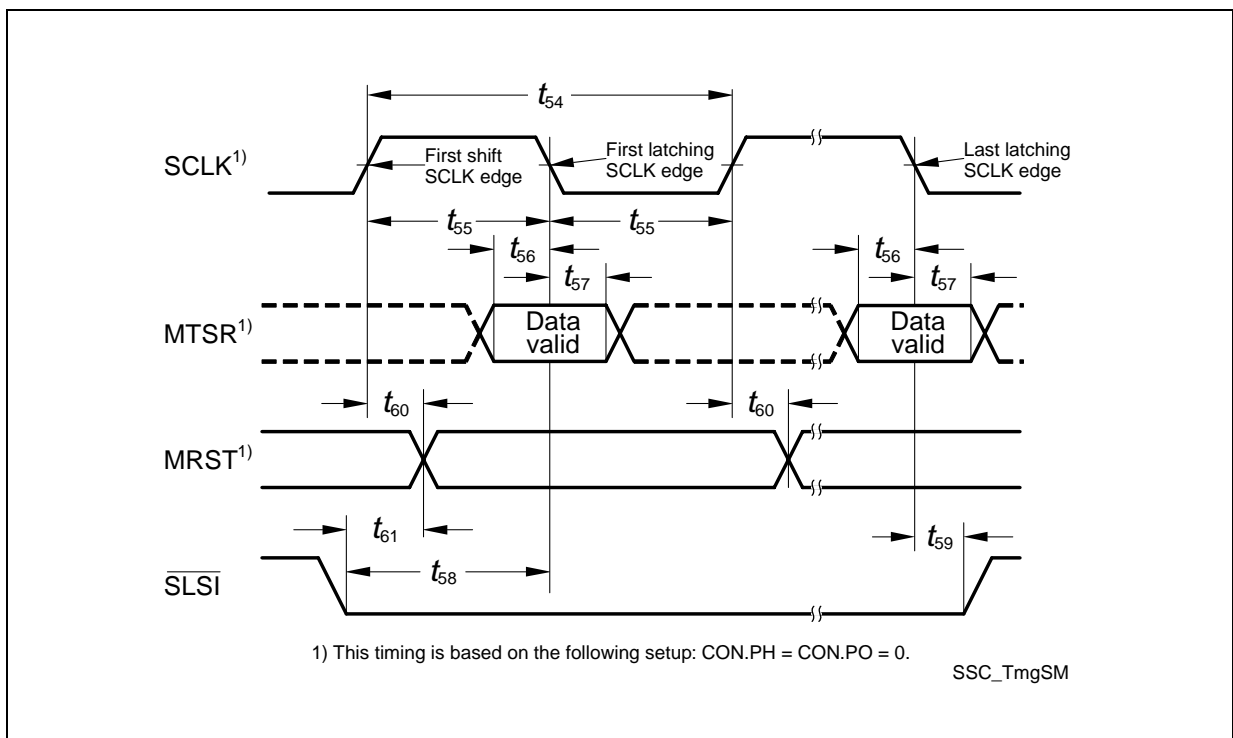 t54
SCLK1)
First shift
SCLK edge
First latching
SCLK edge
Last latching
SCLK edge
t55
t55
t56
t56
t57
t57
MTSR1)
Data
valid
Data
valid
t60
t60
MRST1)
t61
t59
t58
SLSI
1) This timing is based on the following setup: CON.PH = CON.PO = 0.
SSC_TmgSM